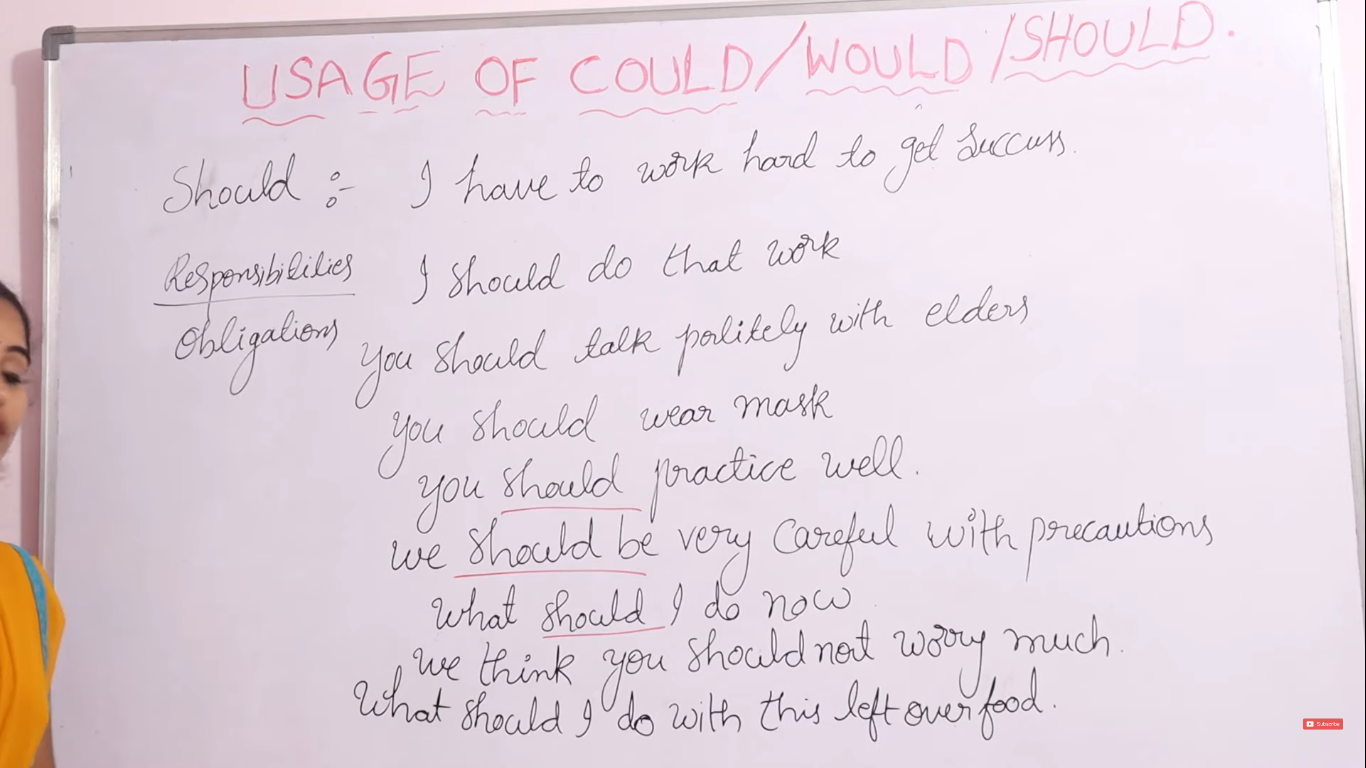 USAGE OF COULD/WOULD/SHOULD.
Should :- I have to work hard to get Success.
Responsibilities I should do that work
Obligations You should talk politely with elders
You should wear mask
You should practice well.
We should be very careful with precautions
What should I do now
We think you should not worry much.
What should I do with this left over food.
Subscribe